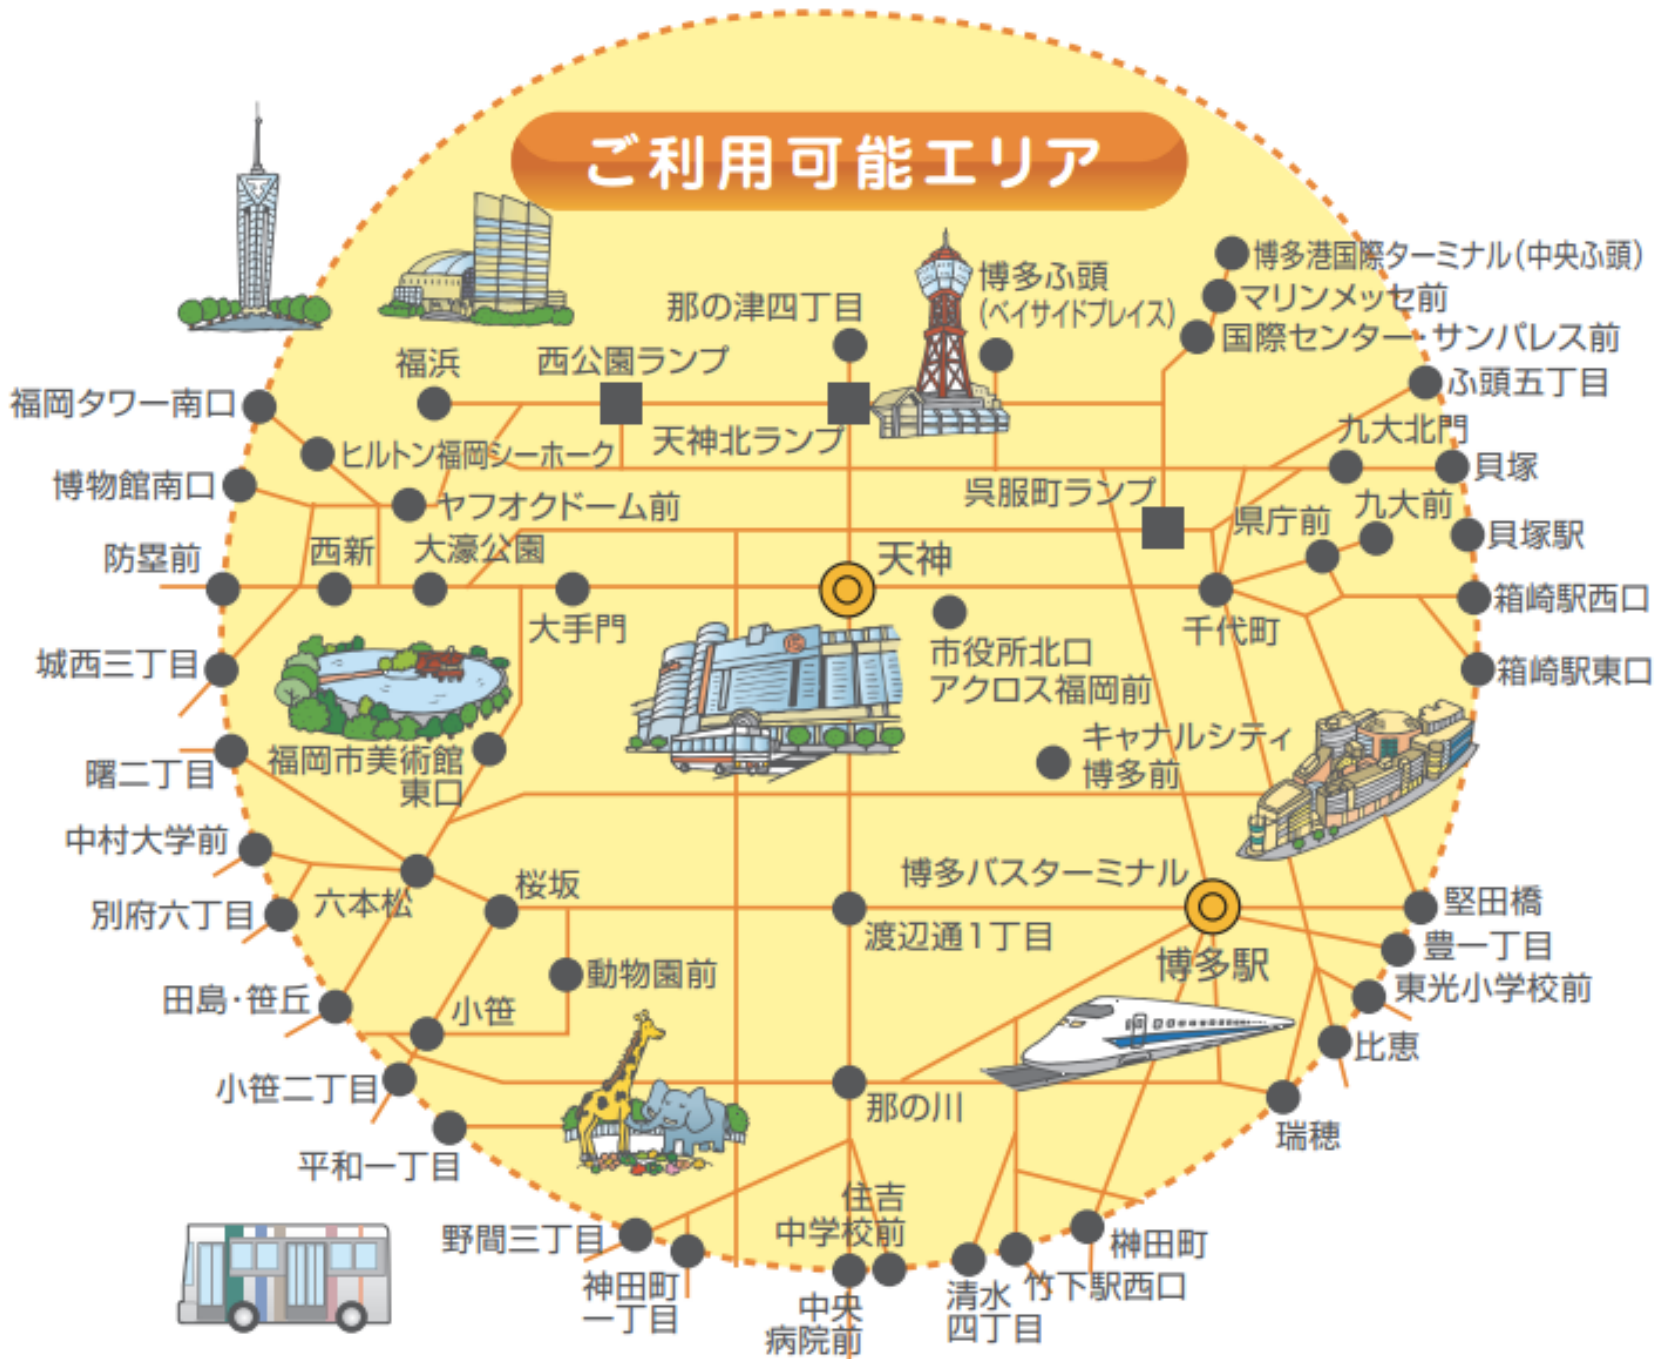 ご利用可能エリア
博多港国際ターミナル(中央ふ頭)
マリンメッセ前
国際センター・サンパレス前
博多ふ頭
(ベイサイドプレイス)
那の津四丁目
西公園ランプ
福浜
ふ頭五丁目
福岡タワー南口
天神北ランプ
九大北門
ヒルトン福岡シーホーク
貝塚
博物館南口
呉服町ランプ
ヤフオクドーム前
九大前
県庁前
貝塚駅
防塁前
西新
大濠公園
天神
箱崎駅西口
大手門
千代町
市役所北口
アクロス福岡前
城西三丁目
箱崎駅東口
キャナルシティ
博多前
曙二丁目
福岡市美術館
東口
中村大学前
博多バスターミナル
桜坂
六本松
別府六丁目
堅田橋
渡辺通1丁目
豊一丁目
博多駅
動物園前
東光小学校前
田島・笹丘
小笹
比恵
小笹二丁目
那の川
瑞穂
平和一丁目
住吉
中学校前
野間三丁目
榊田町
神田町
一丁目
竹下駅西口
清水
四丁目
中央
病院前